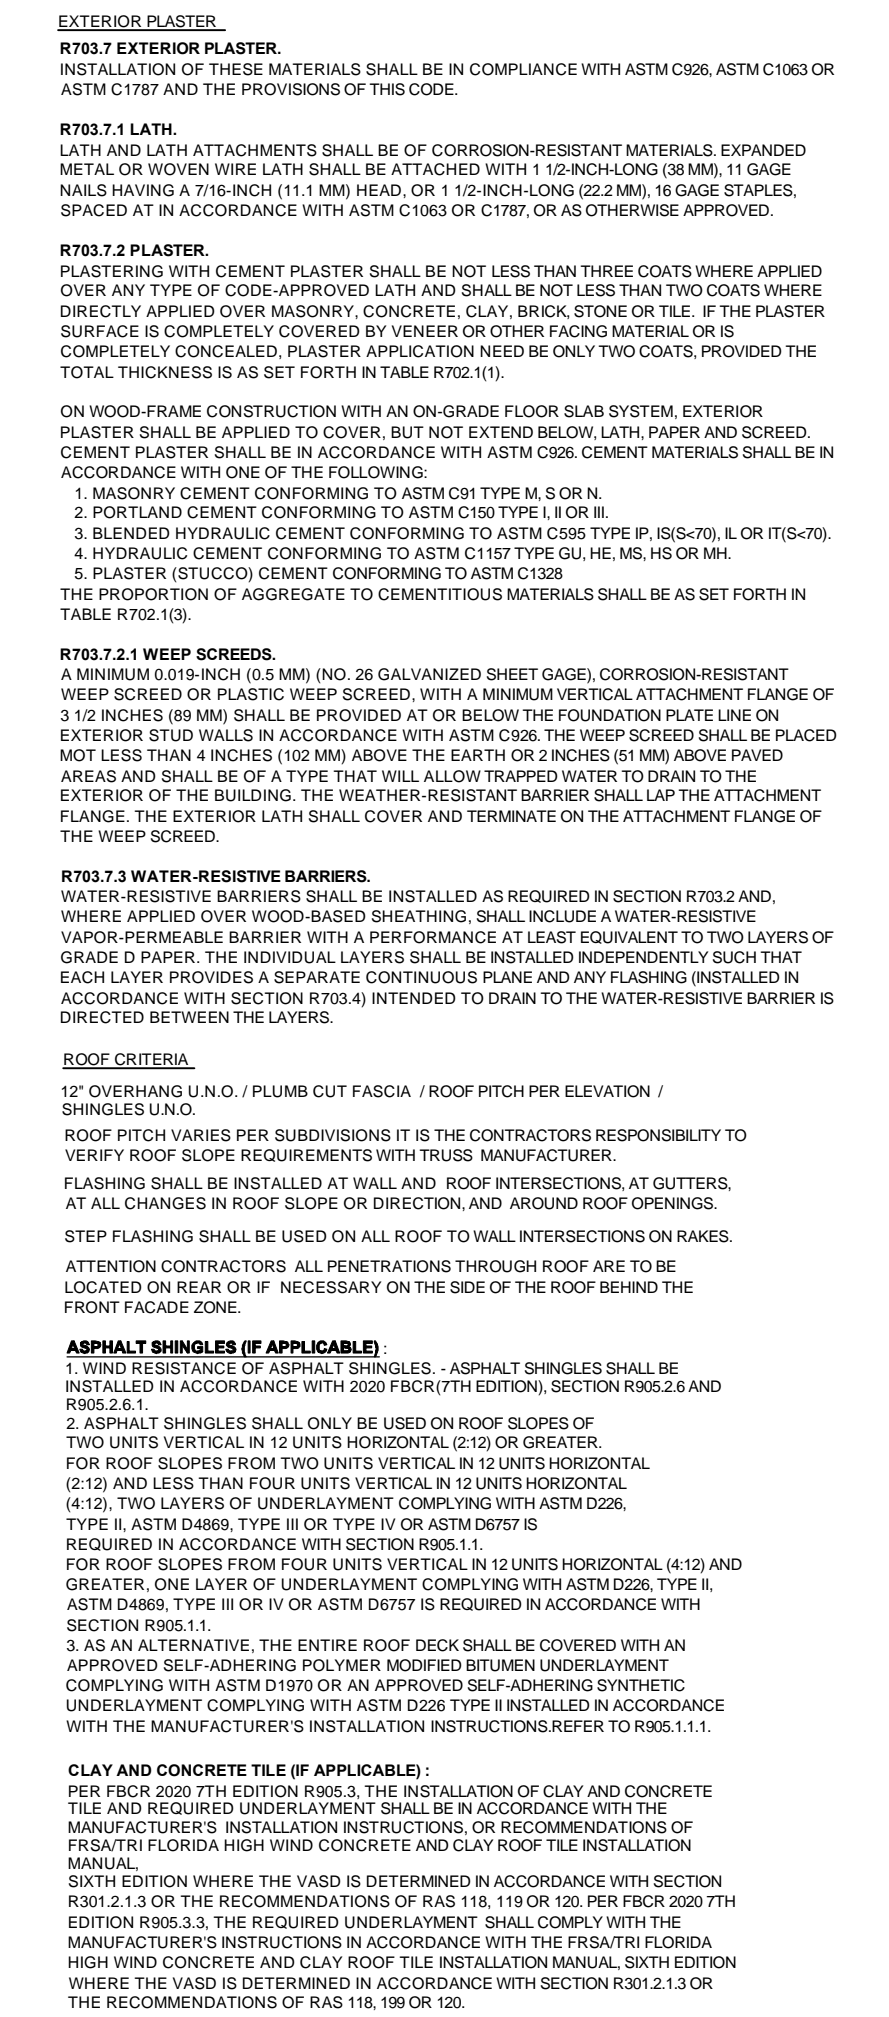 EXTERIOR PLASTER
R703.7 EXTERIOR PLASTER.
INSTALLATION OF THESE MATERIALS SHALL BE IN COMPLIANCE WITH ASTM C926, ASTM C1063 OR
ASTM C1787 AND THE PROVISIONS OF THIS CODE.
R703.7.1 LATH.
LATH AND LATH ATTACHMENTS SHALL BE OF CORROSION-RESISTANT MATERIALS. EXPANDED
METAL OR WOVEN WIRE LATH SHALL BE ATTACHED WITH 1 1/2-INCH-LONG (38 MM), 11 GAGE
NAILS HAVING A 7/16-INCH (11.1 MM) HEAD, OR 1 1/2-INCH-LONG (22.2 MM), 16 GAGE STAPLES,
SPACED AT IN ACCORDANCE WITH ASTM C1063 OR C1787, OR AS OTHERWISE APPROVED.
R703.7.2 PLASTER.
PLASTERING WITH CEMENT PLASTER SHALL BE NOT LESS THAN THREE COATS WHERE APPLIED
OVER ANY TYPE OF CODE-APPROVED LATH AND SHALL BE NOT LESS THAN TWO COATS WHERE
DIRECTLY APPLIED OVER MASONRY, CONCRETE, CLAY, BRICK, STONE OR TILE. IF THE PLASTER
SURFACE IS COMPLETELY COVERED BY VENEER OR OTHER FACING MATERIAL OR IS
COMPLETELY CONCEALED, PLASTER APPLICATION NEED BE ONLY TWO COATS, PROVIDED THE
TOTAL THICKNESS IS AS SET FORTH IN TABLE R702.1(1).
ON WOOD-FRAME CONSTRUCTION WITH AN ON-GRADE FLOOR SLAB SYSTEM, EXTERIOR
PLASTER SHALL BE APPLIED TO COVER, BUT NOT EXTEND BELOW, LATH, PAPER AND SCREED.
CEMENT PLASTER SHALL BE IN ACCORDANCE WITH ASTM C926. CEMENT MATERIALS SHALL BE IN
ACCORDANCE WITH ONE OF THE FOLLOWING:
1. MASONRY CEMENT CONFORMING TO ASTM C91 TYPE M, S OR N.
2. PORTLAND CEMENT CONFORMING TO ASTM C150 TYPE I, II OR III.
3. BLENDED HYDRAULIC CEMENT CONFORMING TO ASTM C595 TYPE IP, IS(S<70), IL OR IT(S<70).
4. HYDRAULIC CEMENT CONFORMING TO ASTM C1157 TYPE GU, HE, MS, HS OR MH.
5. PLASTER (STUCCO) CEMENT CONFORMING TO ASTM C1328
THE PROPORTION OF AGGREGATE TO CEMENTITIOUS MATERIALS SHALL BE AS SET FORTH IN
TABLE R702.1(3).
R703.7.2.1 WEEP SCREEDS.
A MINIMUM 0.019-INCH (0.5 MM) (NO. 26 GALVANIZED SHEET GAGE), CORROSION-RESISTANT
WEEP SCREED OR PLASTIC WEEP SCREED, WITH A MINIMUM VERTICAL ATTACHMENT FLANGE OF
3 1/2 INCHES (89 MM) SHALL BE PROVIDED AT OR BELOW THE FOUNDATION PLATE LINE ON
EXTERIOR STUD WALLS IN ACCORDANCE WITH ASTM C926. THE WEEP SCREED SHALL BE PLACED
MOT LESS THAN 4 INCHES (102 MM) ABOVE THE EARTH OR 2 INCHES (51 MM) ABOVE PAVED
AREAS AND SHALL BE OF A TYPE THAT WILL ALLOW TRAPPED WATER TO DRAIN TO THE
EXTERIOR OF THE BUILDING. THE WEATHER-RESISTANT BARRIER SHALL LAP THE ATTACHMENT
FLANGE. THE EXTERIOR LATH SHALL COVER AND TERMINATE ON THE ATTACHMENT FLANGE OF
THE WEEP SCREED.
R703.7.3 WATER-RESISTIVE BARRIERS.
WATER-RESISTIVE BARRIERS SHALL BE INSTALLED AS REQUIRED IN SECTION R703.2 AND,
WHERE APPLIED OVER WOOD-BASED SHEATHING, SHALL INCLUDE A WATER-RESISTIVE
VAPOR-PERMEABLE BARRIER WITH A PERFORMANCE AT LEAST EQUIVALENT TO TWO LAYERS OF
GRADE D PAPER. THE INDIVIDUAL LAYERS SHALL BE INSTALLED INDEPENDENTLY SUCH THAT
EACH LAYER PROVIDES A SEPARATE CONTINUOUS PLANE AND ANY FLASHING (INSTALLED IN
ACCORDANCE WITH SECTION R703.4) INTENDED TO DRAIN TO THE WATER-RESISTIVE BARRIER IS
DIRECTED BETWEEN THE LAYERS.
ROOF CRITERIA
12" OVERHANG U.N.O. / PLUMB CUT FASCIA / ROOF PITCH PER ELEVATION /
SHINGLES U.N.O.
ROOF PITCH VARIES PER SUBDIVISIONS IT IS THE CONTRACTORS RESPONSIBILITY TO
VERIFY ROOF SLOPE REQUIREMENTS WITH TRUSS MANUFACTURER.
FLASHING SHALL BE INSTALLED AT WALL AND ROOF INTERSECTIONS, AT GUTTERS,
AT ALL CHANGES IN ROOF SLOPE OR DIRECTION, AND AROUND ROOF OPENINGS.
STEP FLASHING SHALL BE USED ON ALL ROOF TO WALL INTERSECTIONS ON RAKES.
ATTENTION CONTRACTORS ALL PENETRATIONS THROUGH ROOF ARE TO BE
LOCATED ON REAR OR IF NECESSARY ON THE SIDE OF THE ROOF BEHIND THE
FRONT FACADE ZONE.
ASPHALT SHINGLES (IF APPLICABLE) :
1. WIND RESISTANCE OF ASPHALT SHINGLES. - ASPHALT SHINGLES SHALL BE
INSTALLED IN ACCORDANCE WITH 2020 FBCR(7TH EDITION), SECTION R905.2.6 AND
R905.2.6.1.
2. ASPHALT SHINGLES SHALL ONLY BE USED ON ROOF SLOPES OF
TWO UNITS VERTICAL IN 12 UNITS HORIZONTAL (2:12) OR GREATER.
FOR ROOF SLOPES FROM TWO UNITS VERTICAL IN 12 UNITS HORIZONTAL
(2:12) AND LESS THAN FOUR UNITS VERTICAL IN 12 UNITS HORIZONTAL
(4:12), TWO LAYERS OF UNDERLAYMENT COMPLYING WITH ASTM D226,
TYPE II, ASTM D4869, TYPE III OR TYPE IV OR ASTM D6757 IS
REQUIRED IN ACCORDANCE WITH SECTION R905.1.1.
FOR ROOF SLOPES FROM FOUR UNITS VERTICAL IN 12 UNITS HORIZONTAL (4:12) AND
GREATER, ONE LAYER OF UNDERLAYMENT COMPLYING WITH ASTM D226, TYPE II,
ASTM D4869, TYPE III OR IV OR ASTM D6757 IS REQUIRED IN ACCORDANCE WITH
SECTION R905.1.1.
3. AS AN ALTERNATIVE, THE ENTIRE ROOF DECK SHALL BE COVERED WITH AN
APPROVED SELF-ADHERING POLYMER MODIFIED BITUMEN UNDERLAYMENT
COMPLYING WITH ASTM D1970 OR AN APPROVED SELF-ADHERING SYNTHETIC
UNDERLAYMENT COMPLYING WITH ASTM D226 TYPE II INSTALLED IN ACCORDANCE
WITH THE MANUFACTURER'S INSTALLATION INSTRUCTIONS.REFER TO R905.1.1.1.
CLAY AND CONCRETE TILE (IF APPLICABLE) :
PER FBCR 2020 7TH EDITION R905.3, THE INSTALLATION OF CLAY AND CONCRETE
TILE AND REQUIRED UNDERLAYMENT SHALL BE IN ACCORDANCE WITH THE
MANUFACTURER'S INSTALLATION INSTRUCTIONS, OR RECOMMENDATIONS OF
FRSA/TRI FLORIDA HIGH WIND CONCRETE AND CLAY ROOF TILE INSTALLATION
MANUAL,
SIXTH EDITION WHERE THE VASD IS DETERMINED IN ACCORDANCE WITH SECTION
R301.2.1.3 OR THE RECOMMENDATIONS OF RAS 118, 119 OR 120. PER FBCR 2020 7TH
EDITION R905.3.3, THE REQUIRED UNDERLAYMENT SHALL COMPLY WITH THE
MANUFACTURER'S INSTRUCTIONS IN ACCORDANCE WITH THE FRSA/TRI FLORIDA
HIGH WIND CONCRETE AND CLAY ROOF TILE INSTALLATION MANUAL, SIXTH EDITION
WHERE THE VASD IS DETERMINED IN ACCORDANCE WITH SECTION R301.2.1.3 OR
THE RECOMMENDATIONS OF RAS 118, 199 OR 120.